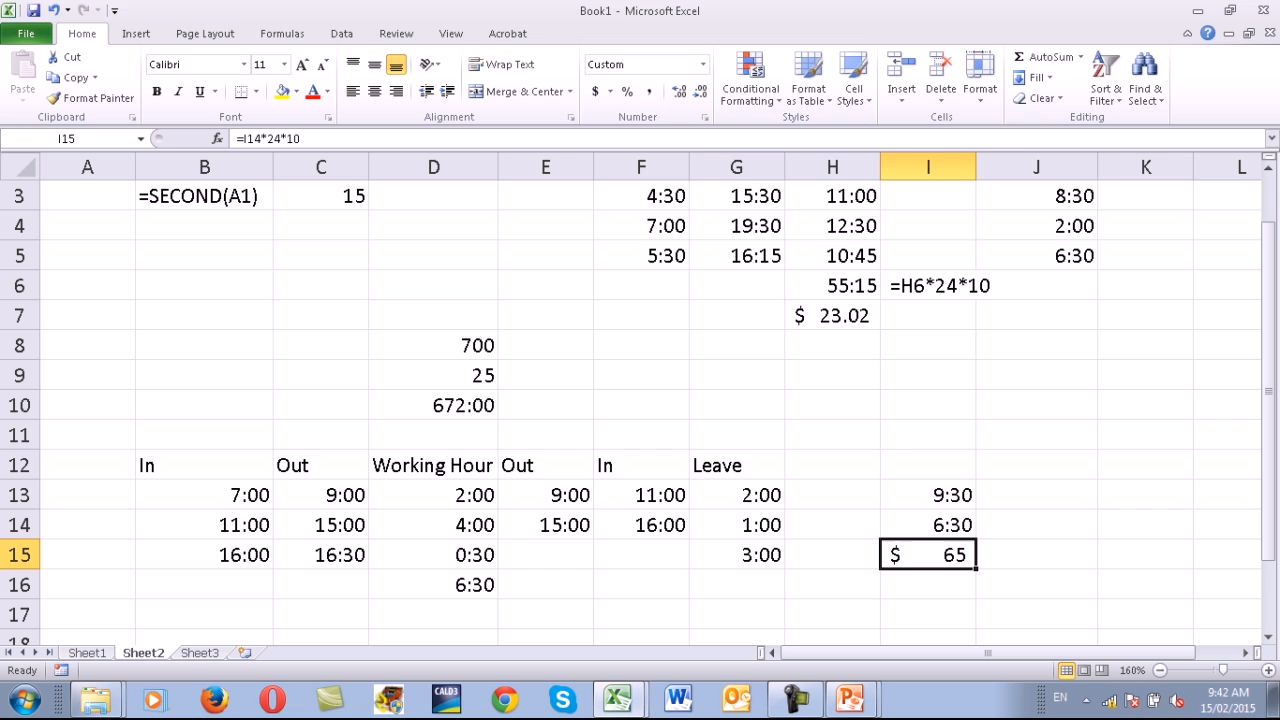 Book1 - Microsoft Excel
File Home Insert Page Layout Formulas Data Review View Acrobat
Cut
Copy
Format Painter
Paste
Clipboard
Calibri 11
B I U
Font
Wrap Text
Merge & Center
Alignment
Custom
$ % ,
Number
Conditional Formatting
Format as Table
Cell Styles
Styles
Insert Delete Format
Cells
AutoSum
Fill
Clear
Sort & Filter
Find & Select
Editing
I15 fx =I14*24*10
A B C D E F G H I J K L
3 =SECOND(A1) 15 4:30 15:30 11:00 8:30
4 7:00 19:30 12:30 2:00
5 5:30 16:15 10:45 6:30
6 55:15 =H6*24*10
7 $ 23.02
8 700
9 25
10 672:00
11
12 In Out Working Hour Out In Leave
13 7:00 9:00 2:00 9:00 11:00 2:00 9:30
14 11:00 15:00 4:00 15:00 16:00 1:00 6:30
15 16:00 16:30 0:30 3:00 $ 65
16 6:30
17
18
Sheet1 Sheet2 Sheet3
Ready 160%
CALD3 EN 9:42 AM
15/02/2015